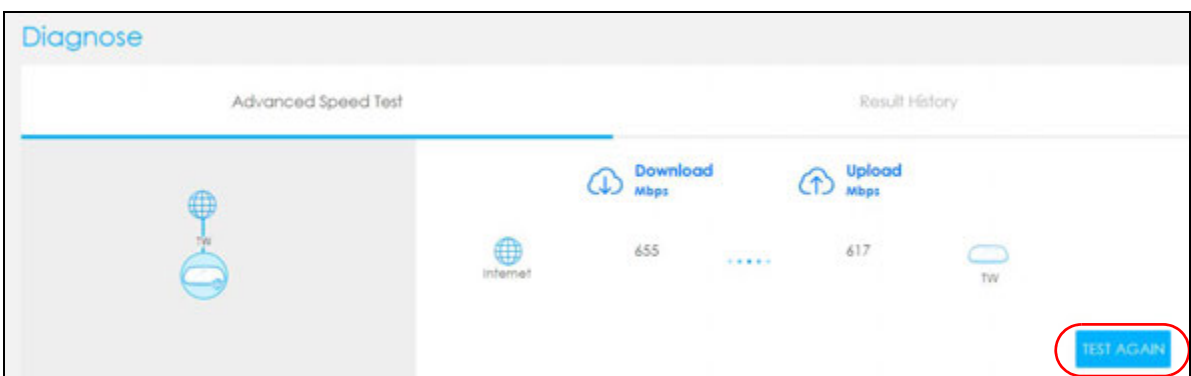 Diagnose
Advanced Speed Test
Result History
Download
Mbps
Upload
Mbps
TW
Internet
655
617
TW
TEST AGAIN